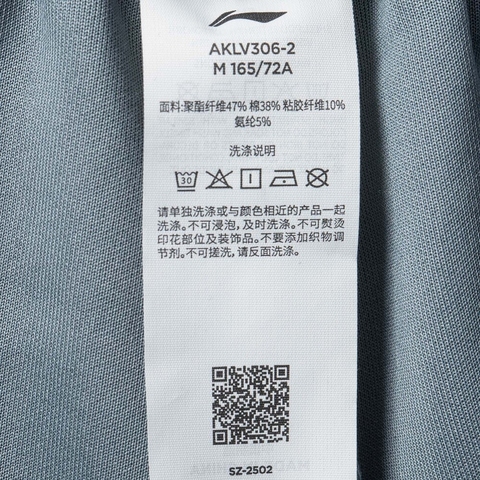 AKLV306-2
M 165/72A
面料:聚酯纤维47% 棉38% 粘胶纤维10%
氨纶5%
洗涤说明
30
请单独洗涤或与颜色相近的产品一起
洗涤。不可浸泡,及时洗涤。不可熨烫
印花部位及装饰品。不要添加织物调
节剂。不可搓洗,请反面洗涤。
SZ-2502